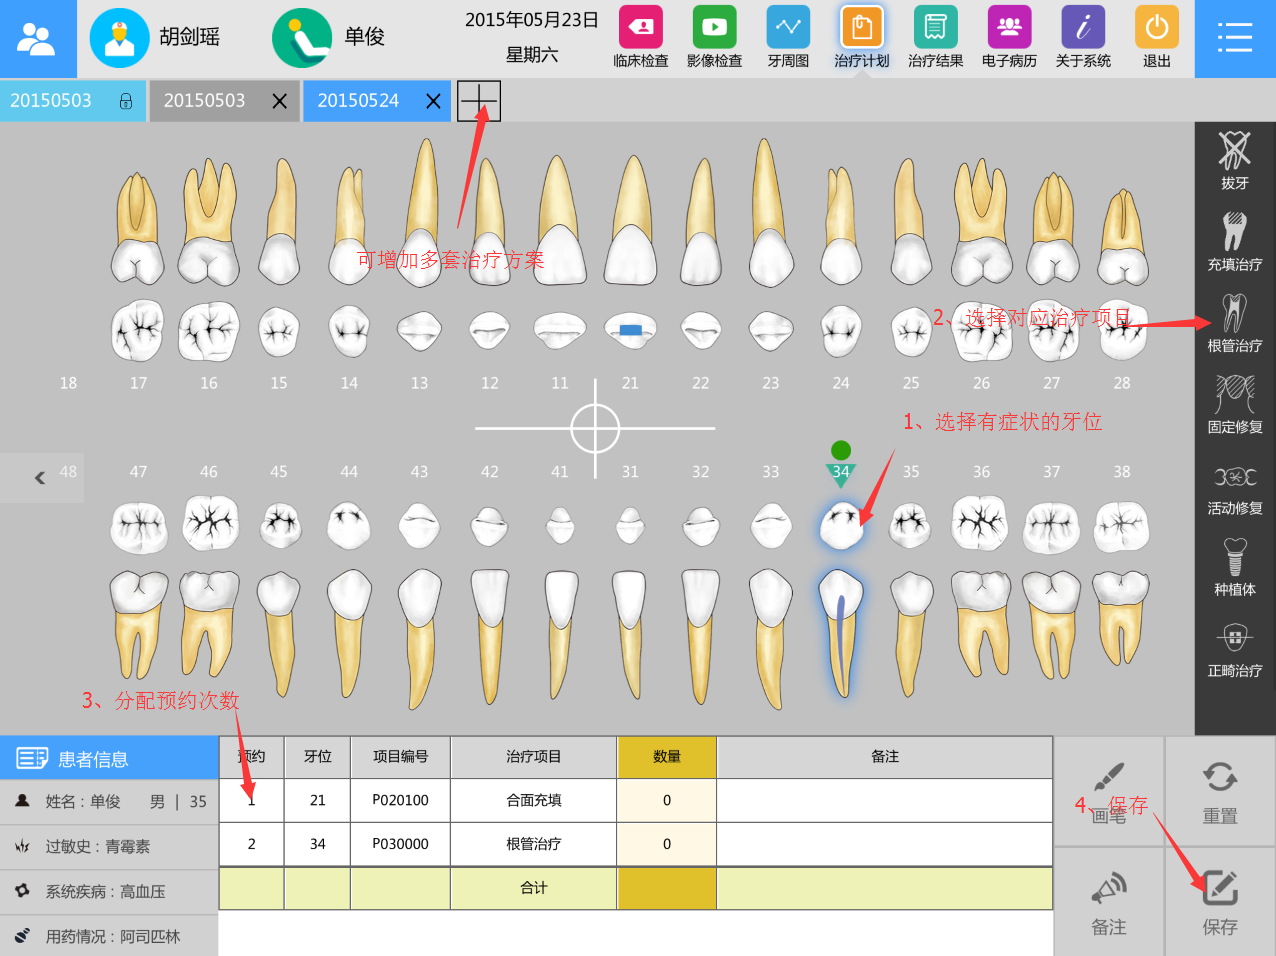 胡剑瑶
单俊
2015年05月23日
星期六
临床检查 影像检查 牙周图 治疗计划 治疗结果 电子病历 关于系统 退出
20150503 20150503 20150524
可增加多套治疗方案
拔牙
充填治疗
2、选择对应治疗项目
根管治疗
18 17 16 15 14 13 12 11 21 22 23 24 25 26 27 28
1、选择有症状的牙位
固定修复
48 47 46 45 44 43 42 41 31 32 33 34 35 36 37 38
活动修复
种植体
正畸治疗
3、分配预约次数
患者信息
姓名：单俊 男 | 35
过敏史：青霉素
系统疾病：高血压
用药情况：阿司匹林
预约 牙位 项目编号 治疗项目 数量 备注
1 21 P020100 合面充填 0
2 34 P030000 根管治疗 0
合计
4、保存
画笔 重置
备注 保存